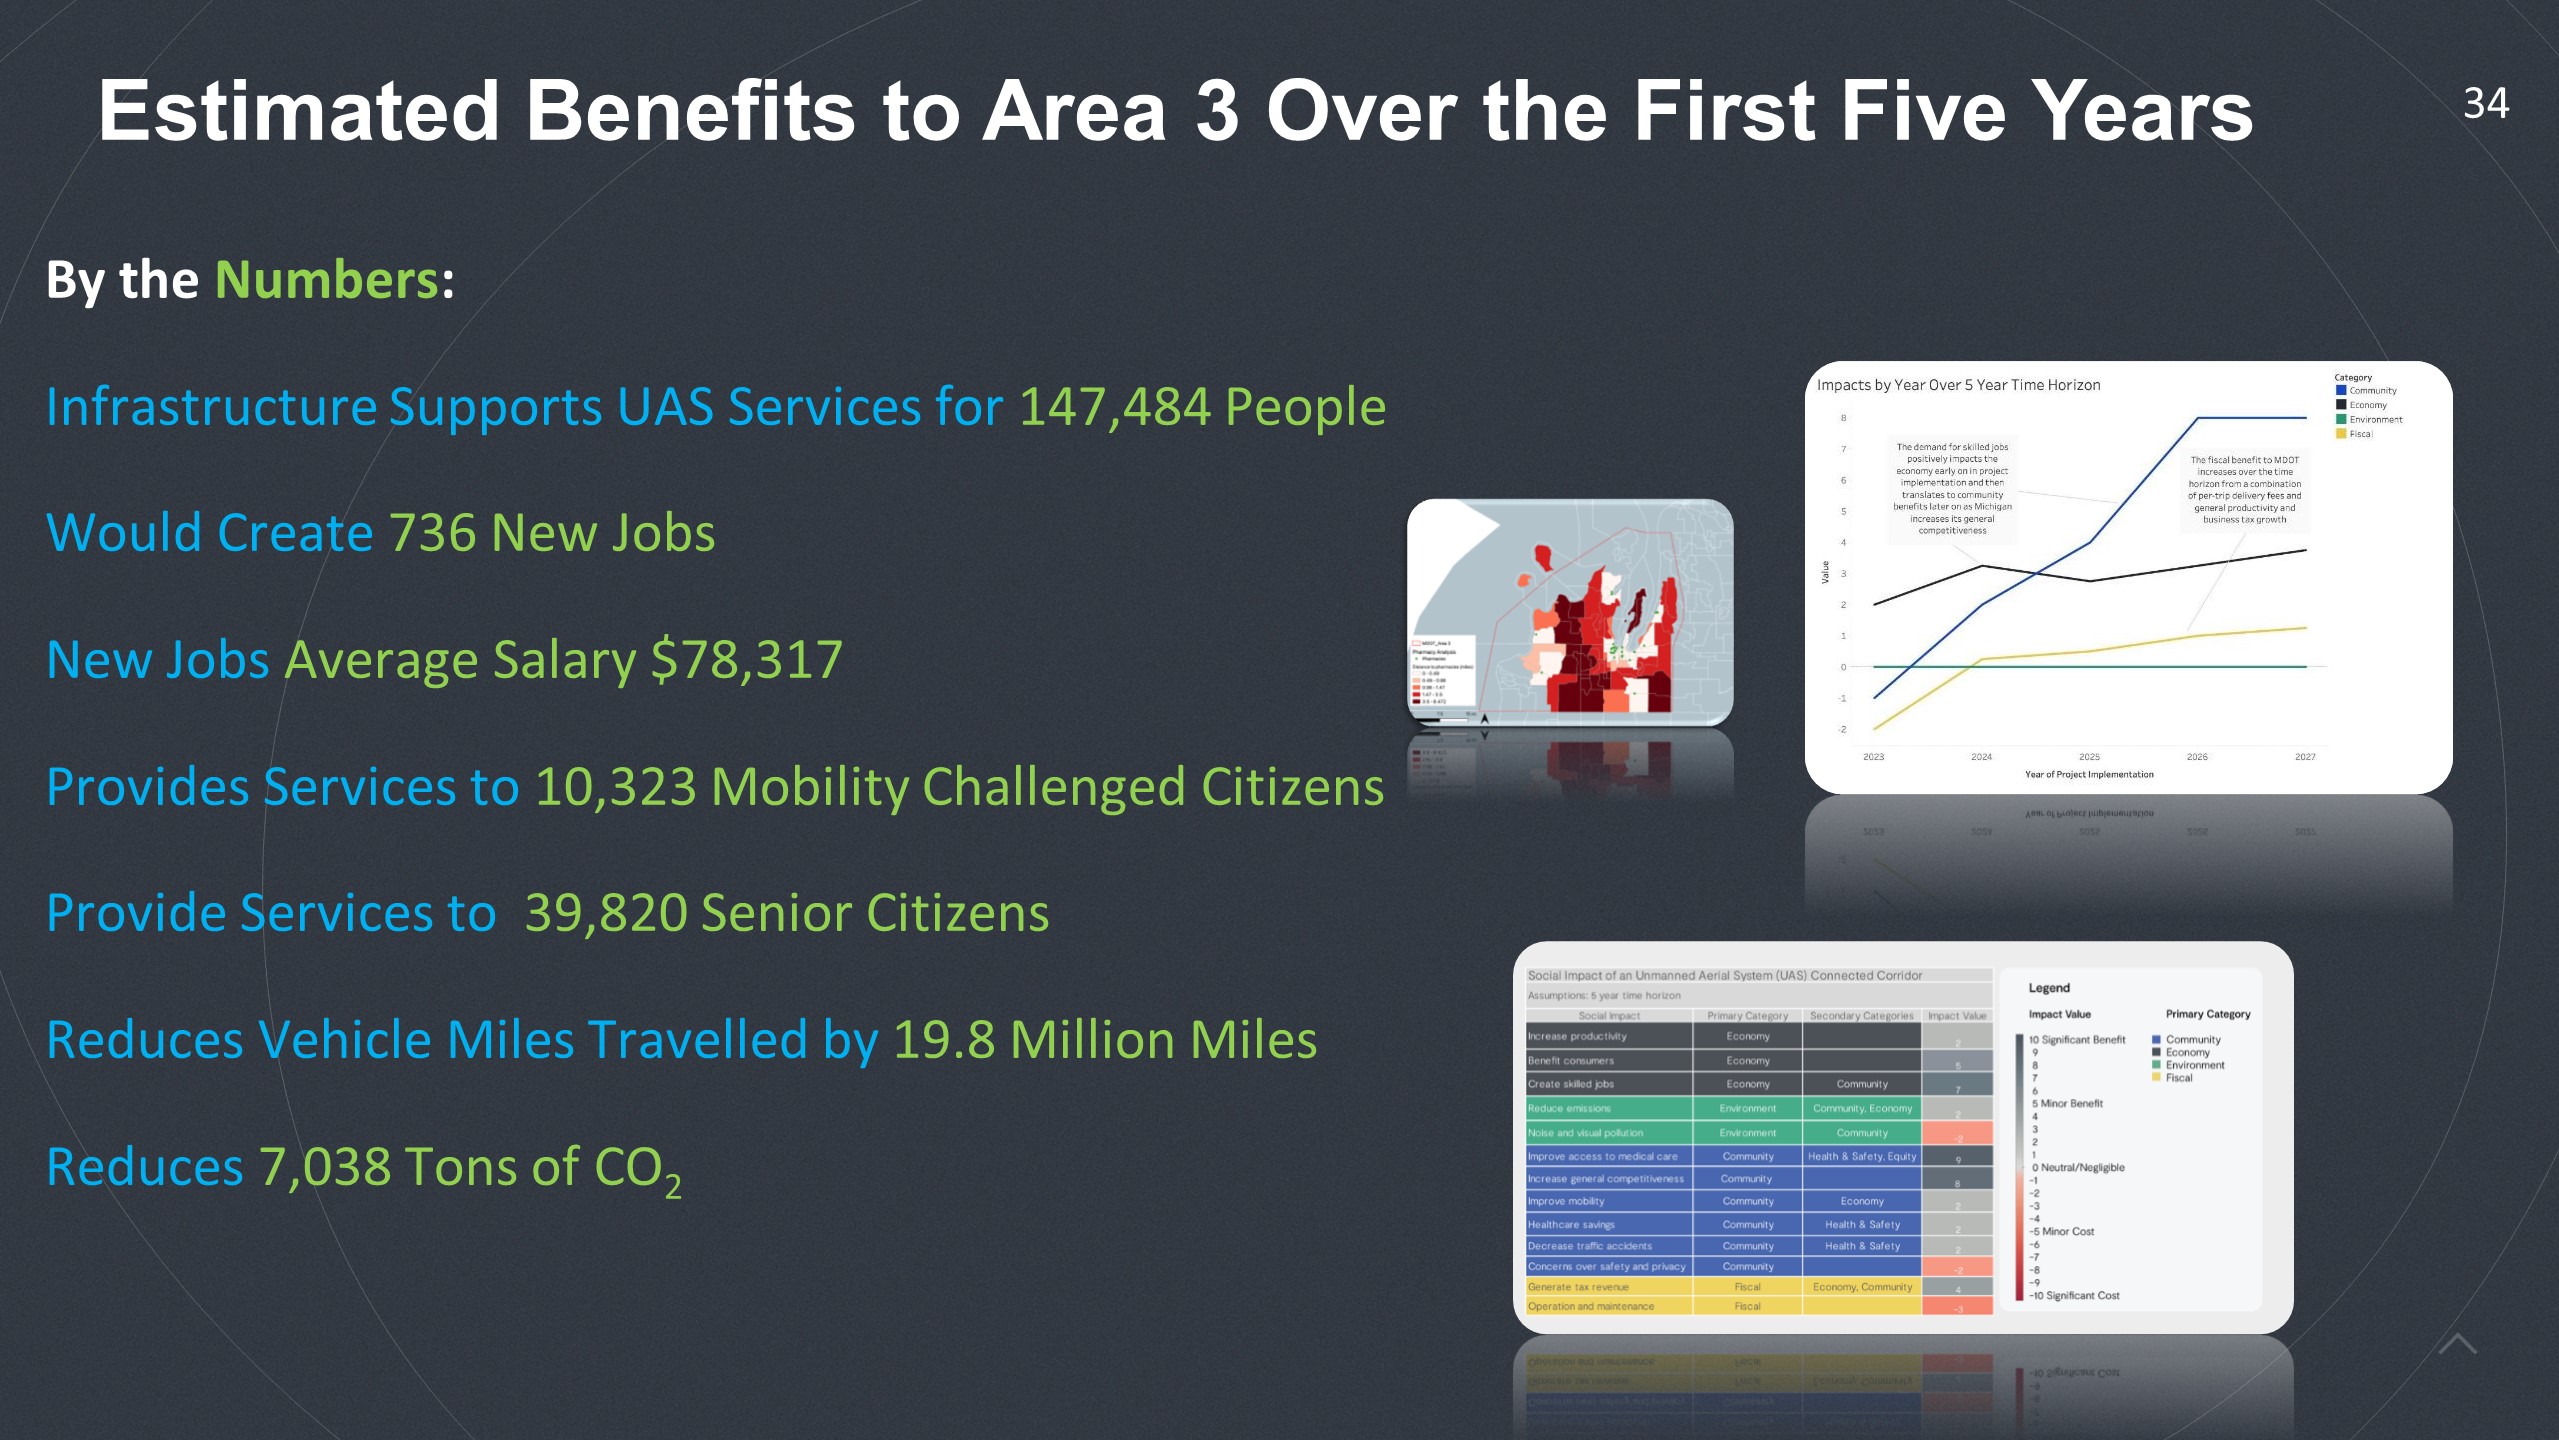 Estimated Benefits to Area 3 Over the First Five Years
34
By the Numbers:
Infrastructure Supports UAS Services for 147,484 People
Would Create 736 New Jobs
New Jobs Average Salary $78,317
Provides Services to 10,323 Mobility Challenged Citizens
Provide Services to 39,820 Senior Citizens
Reduces Vehicle Miles Travelled by 19.8 Million Miles
Reduces 7,038 Tons of CO2
Pharmacy Analysis
Pharmacies
Impacts by Year Over 5 Year Time Horizon
Category
Community
Economy
Environment
Fiscal
The demand for skilled jobs
positively impacts the
economy early on in project
implementation and then
translates to community
benefits later on as Michigan
increases its general
competitiveness
The fiscal benefit to MDOT
increases over the time
horizon from a combination
of per-trip delivery fees and
general productivity and
business tax growth
Value
8
7
6
5
4
3
2
1
0
-1
-2
2023 2024 2025 2026 2027
Year of Project Implementation
Social Impact of an Unmanned Aerial System (UAS) Connected Corridor
Assumptions: 5 year time horizon
Social Impact Primary Category Secondary Categories Impact Value
Increase productivity Economy 2
Benefit consumers Economy 5
Create skilled jobs Economy Community 7
Reduce emissions Environment Community, Economy 2
Noise and visual pollution Environment Community -2
Improve access to medical care Community Health & Safety, Equity 9
Increase general competitiveness Community 8
Improve mobility Community Economy 2
Healthcare savings Community Health & Safety 2
Decrease traffic accidents Community Health & Safety 2
Concerns over safety and privacy Community -2
Generate tax revenue Fiscal Economy, Community 4
Operation and maintenance Fiscal -3
Legend
Impact Value
10 Significant Benefit
9
8
7
6
5 Minor Benefit
4
3
2
1
0 Neutral/Negligible
-1
-2
-3
-4
-5 Minor Cost
-6
-7
-8
-9
-10 Significant Cost
Primary Category
Community
Economy
Environment
Fiscal